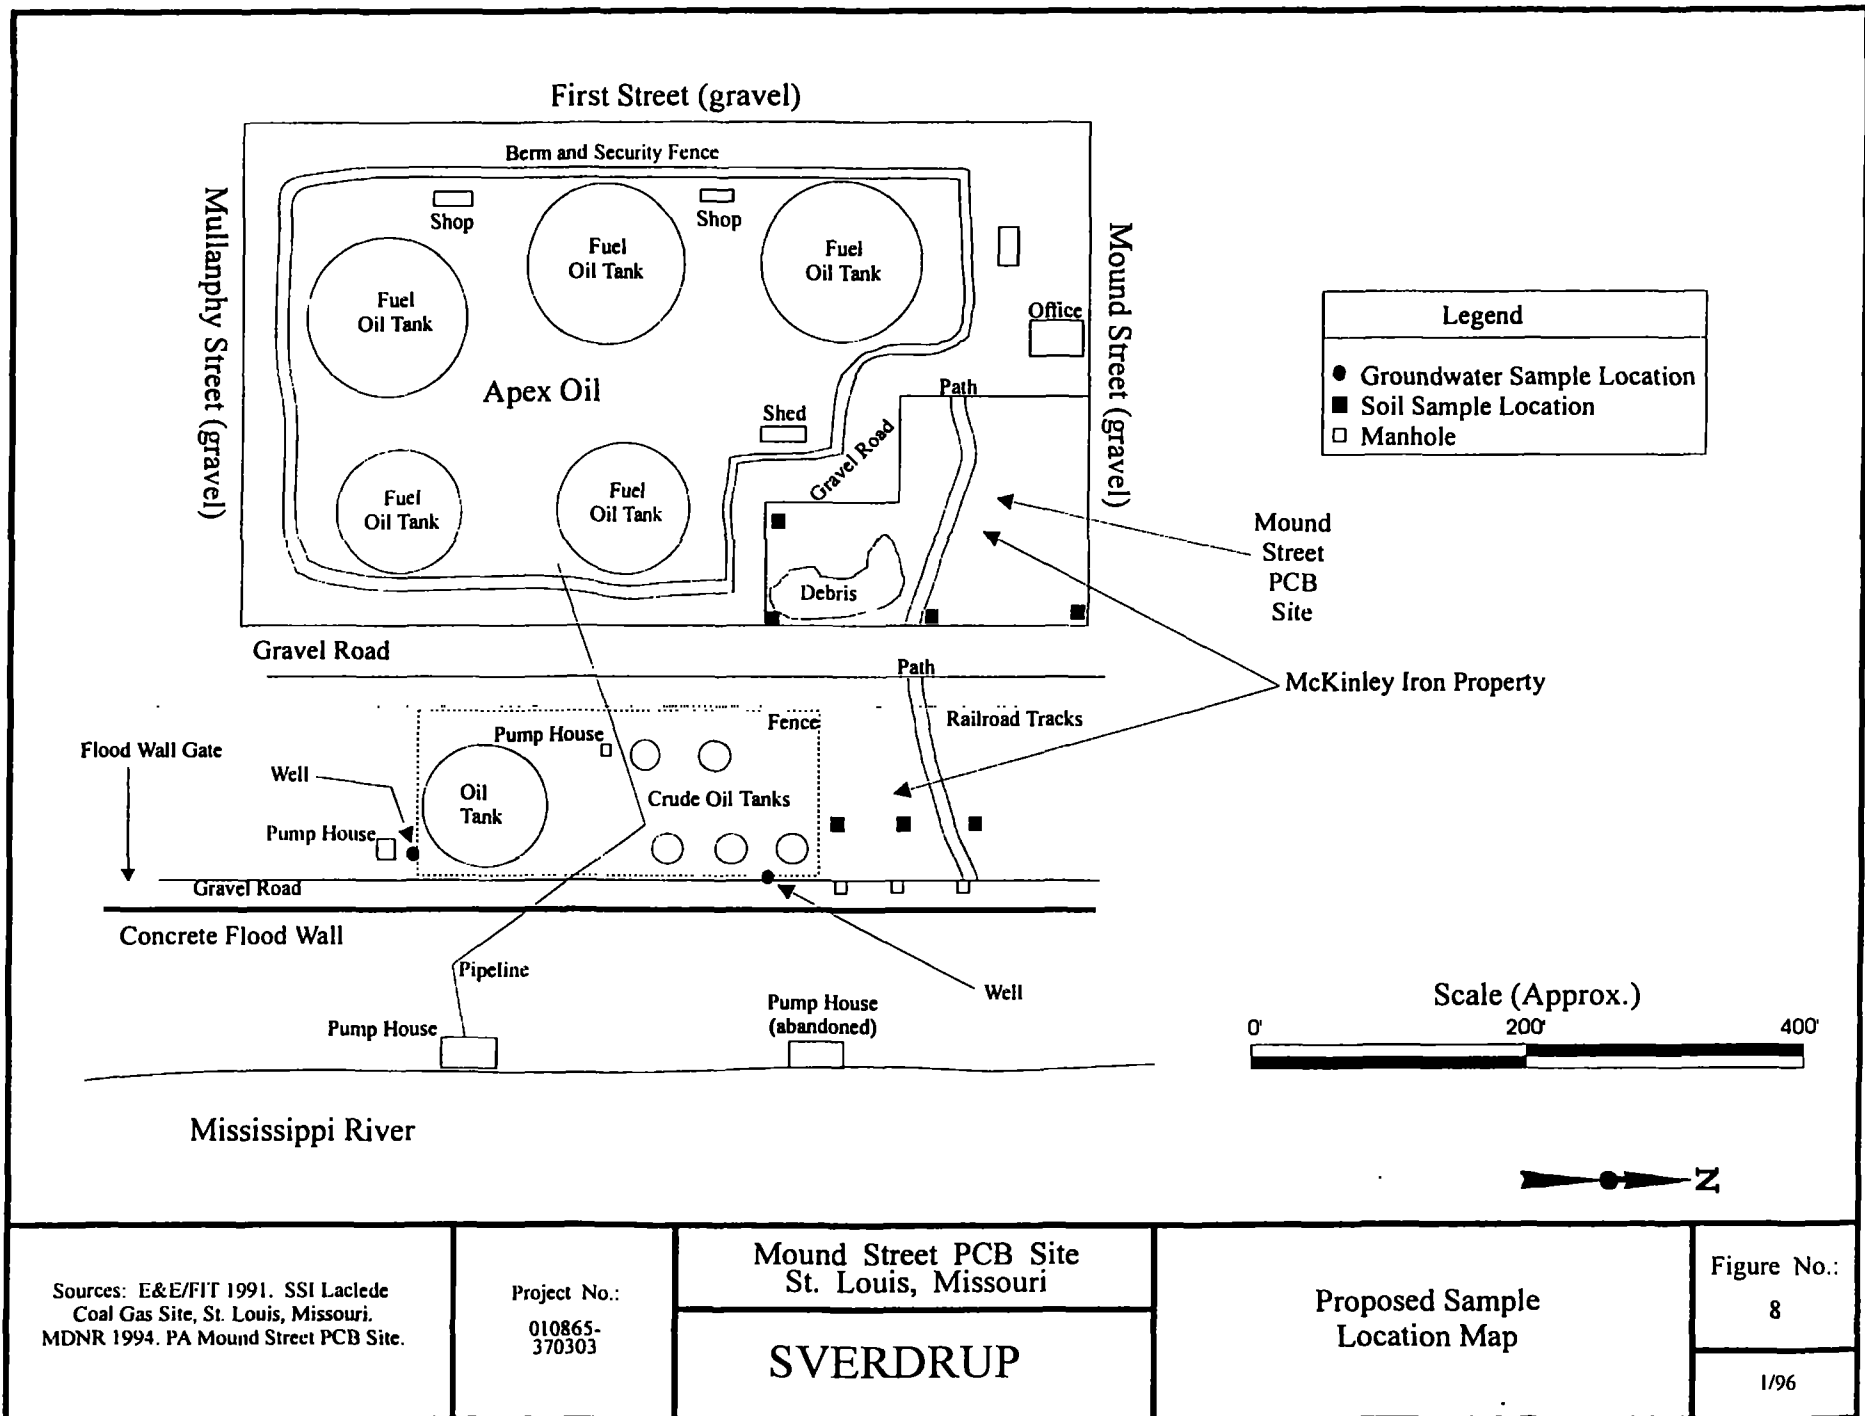 First Street (gravel)
Berm and Security Fence
Shop
Shop
Mullanphy Street (gravel)
Mound Street (gravel)
Fuel
Oil Tank
Fuel
Oil Tank
Fuel
Oil Tank
Office
Apex Oil
Path
Shed
Gravel Road
Fuel
Oil Tank
Fuel
Oil Tank
Debris
Legend
Groundwater Sample Location
Soil Sample Location
Manhole
Mound
Street
PCB
Site
McKinley Iron Property
Gravel Road
Path
Fence
Railroad Tracks
Pump House
Flood Wall Gate
Well
Oil
Tank
Crude Oil Tanks
Pump House
Gravel Road
Concrete Flood Wall
Pipeline
Well
Pump House
Pump House
(abandoned)
Scale (Approx.)
0' 200' 400'
Mississippi River
N
Sources: E&E/FIT 1991. SSI Laclede
Coal Gas Site, St. Louis, Missouri.
MDNR 1994. PA Mound Street PCB Site.
Project No.:
010865-
370303
Mound Street PCB Site
St. Louis, Missouri
SVERDRUP
Proposed Sample
Location Map
Figure No.:
8
1/96